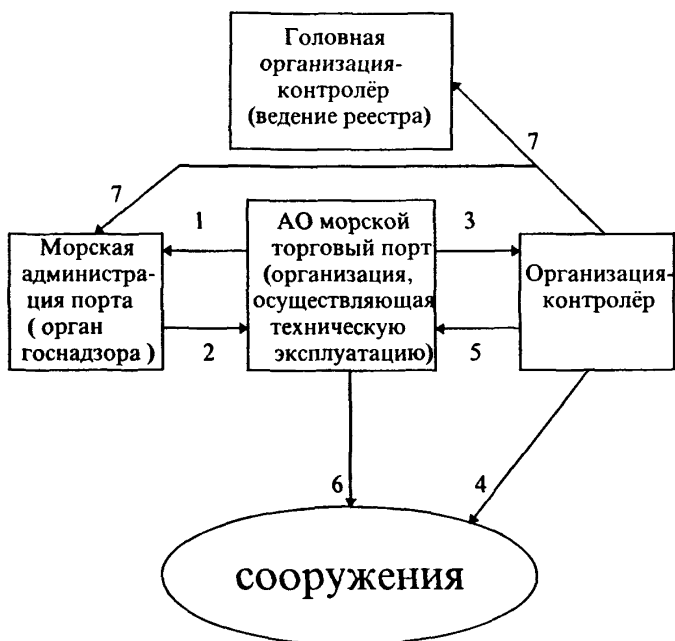 Головная
организация-
контролёр
(ведение реестра)
7
7
1
3
Морская
администра-
ция порта
( орган
госнадзора )
АО морской
торговый порт
(организация,
осуществляющая
техническую
эксплуатацию)
Организация-
контролёр
2
5
6
4
сооружения